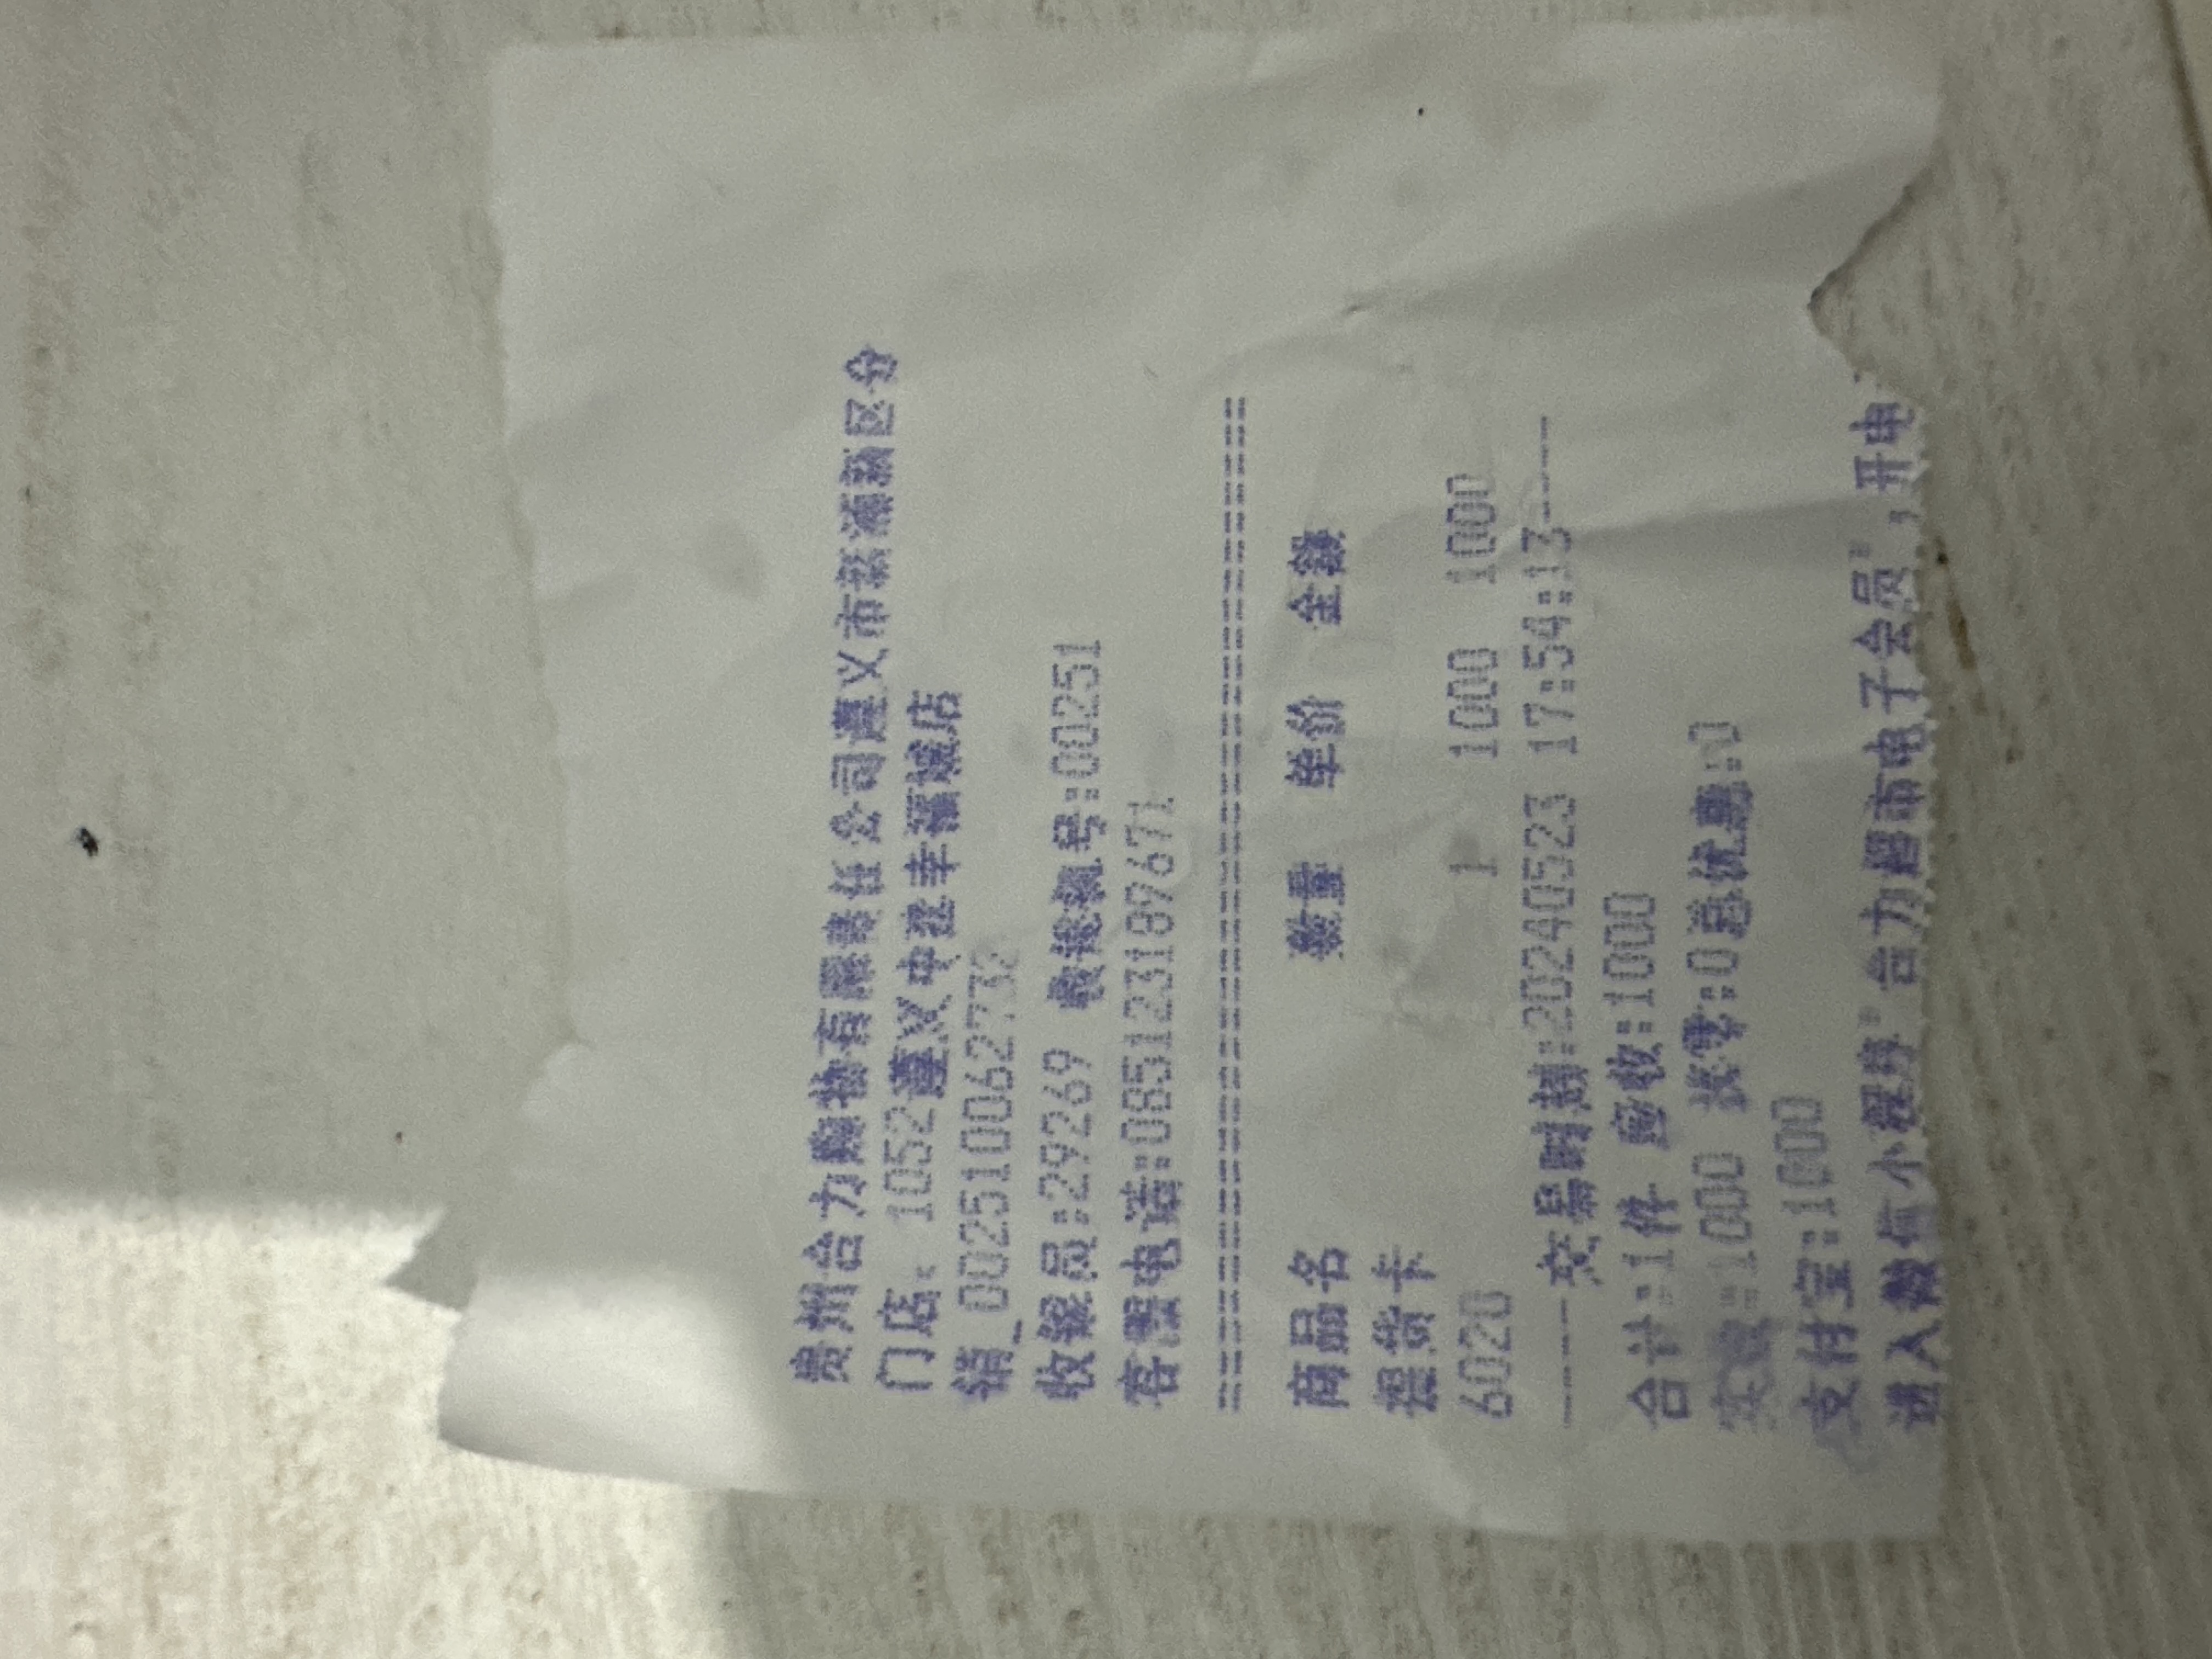 贵州合力购物有限责任公司遵义市新蒲新区分
门店: 1052遵义中建幸福城店
销_002510062732
收银员:29269 收银机号:00251
客服电话:085123189671
================================
商品名 数量 单价 金额
提货卡
6020 1 1000 1000
-----交易时间:20240523 17:54:13-----
合计:1件 应收:1000
实收:1000 找零:0总优惠:0
支付宝:1000
进入微信小程序"合力超市电子会员",开电